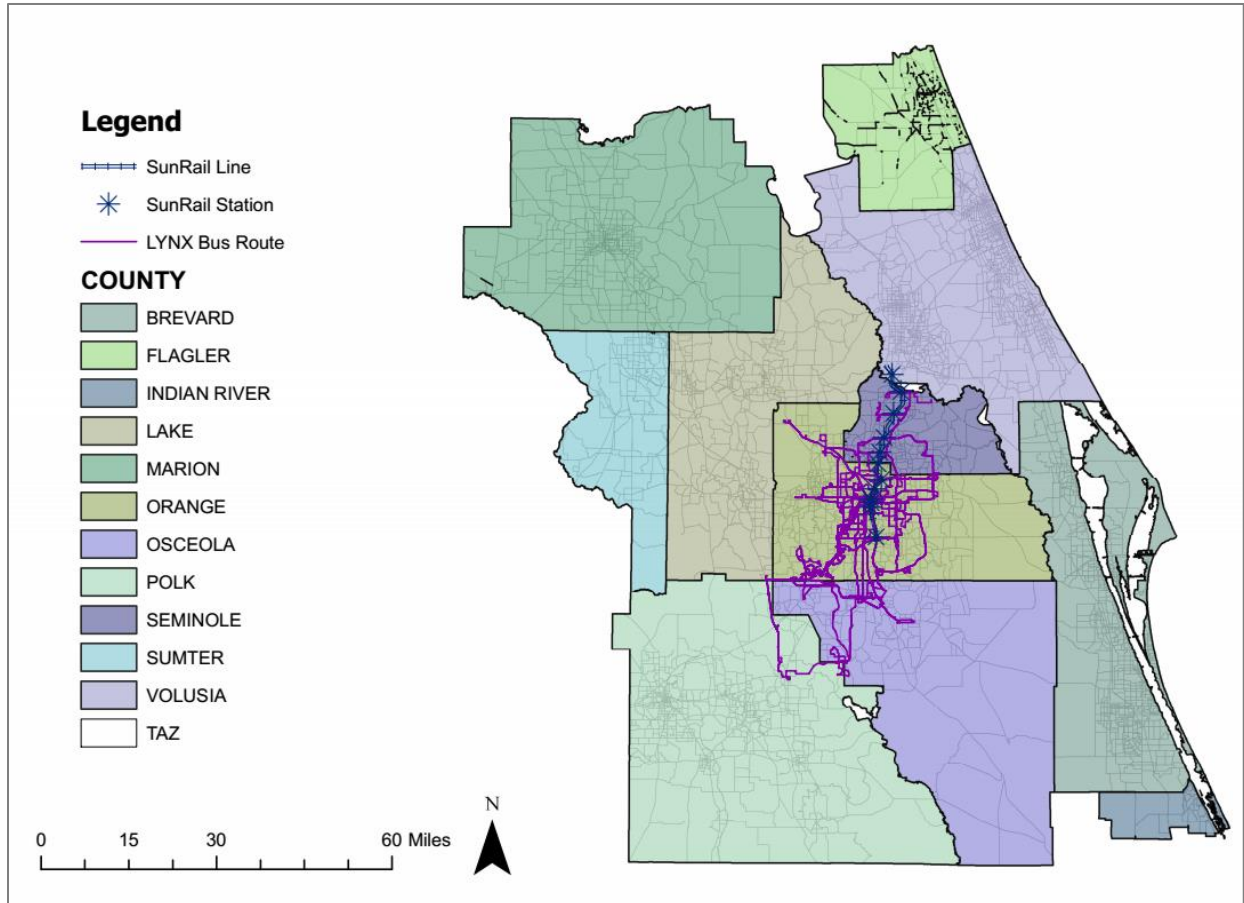 Legend
SunRail Line
SunRail Station
LYNX Bus Route
COUNTY
BREVARD
FLAGLER
INDIAN RIVER
LAKE
MARION
ORANGE
OSCEOLA
POLK
SEMINOLE
SUMTER
VOLUSIA
TAZ
0 15 30 60 Miles
N